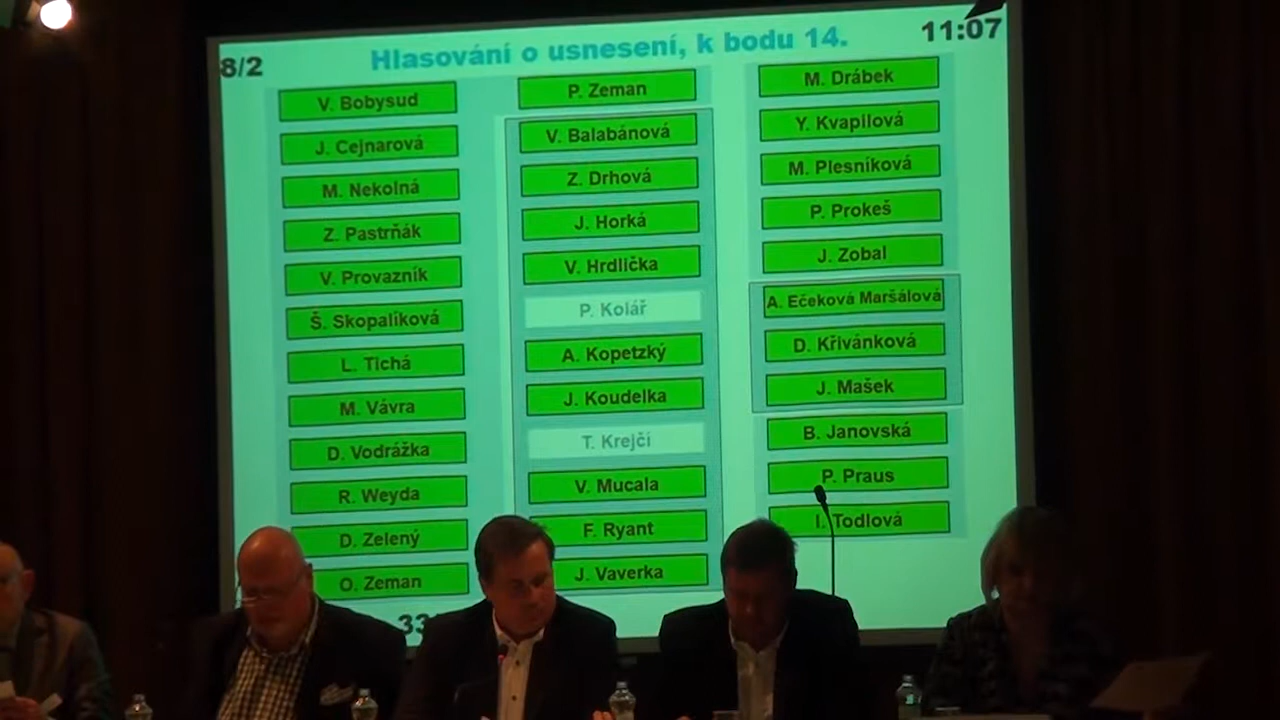 8/2
Hlasování o usnesení, k bodu 14.
11:07
V. Bobysud
J. Cejnarová
M. Nekolná
Z. Pastrňák
V. Provazník
Š. Skopalíková
L. Tichá
M. Vávra
D. Vodrážka
R. Weyda
D. Zelený
O. Zeman
P. Zeman
V. Balabánová
Z. Drhová
J. Horká
V. Hrdlička
P. Kolář
A. Kopetzký
J. Koudelka
T. Krejčí
V. Mucala
F. Ryant
J. Vaverka
M. Drábek
Y. Kvapilová
M. Plesníková
P. Prokeš
J. Zobal
A. Ečeková Maršálová
D. Křivánková
J. Mašek
B. Janovská
P. Praus
I. Todlová